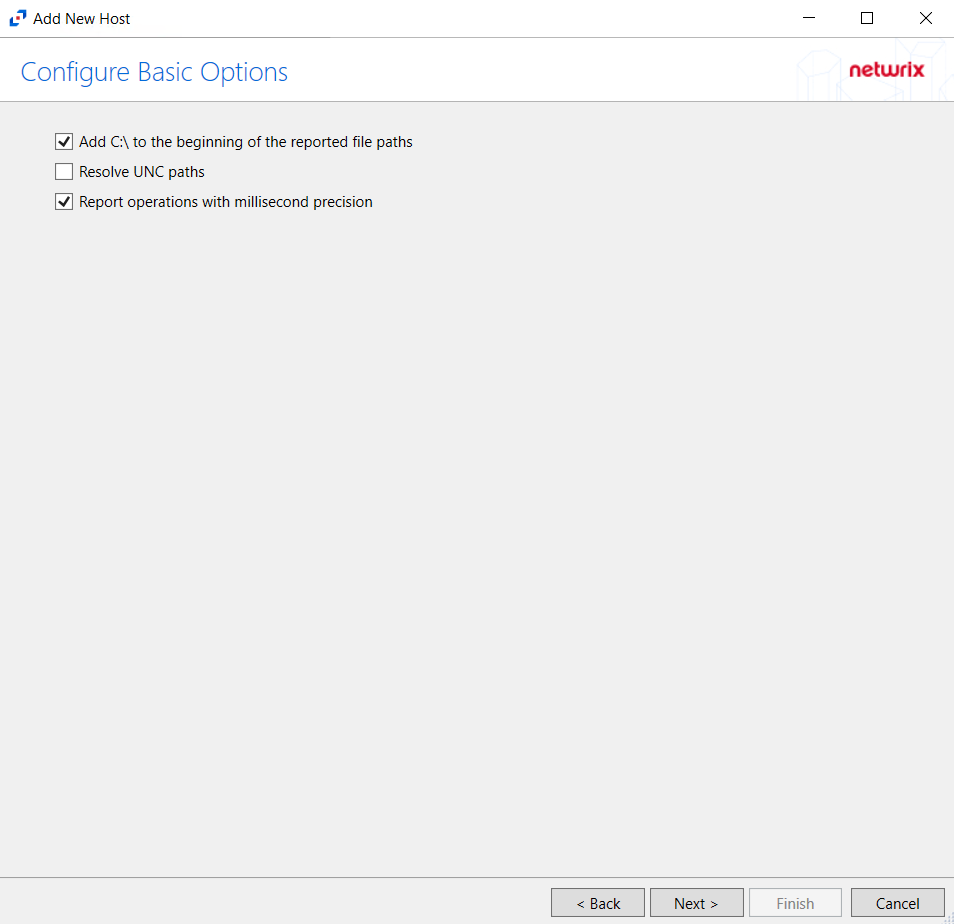 Add New Host
Configure Basic Options
netwrix
Add C:\ to the beginning of the reported file paths
Resolve UNC paths
Report operations with millisecond precision
< Back Next > Finish Cancel